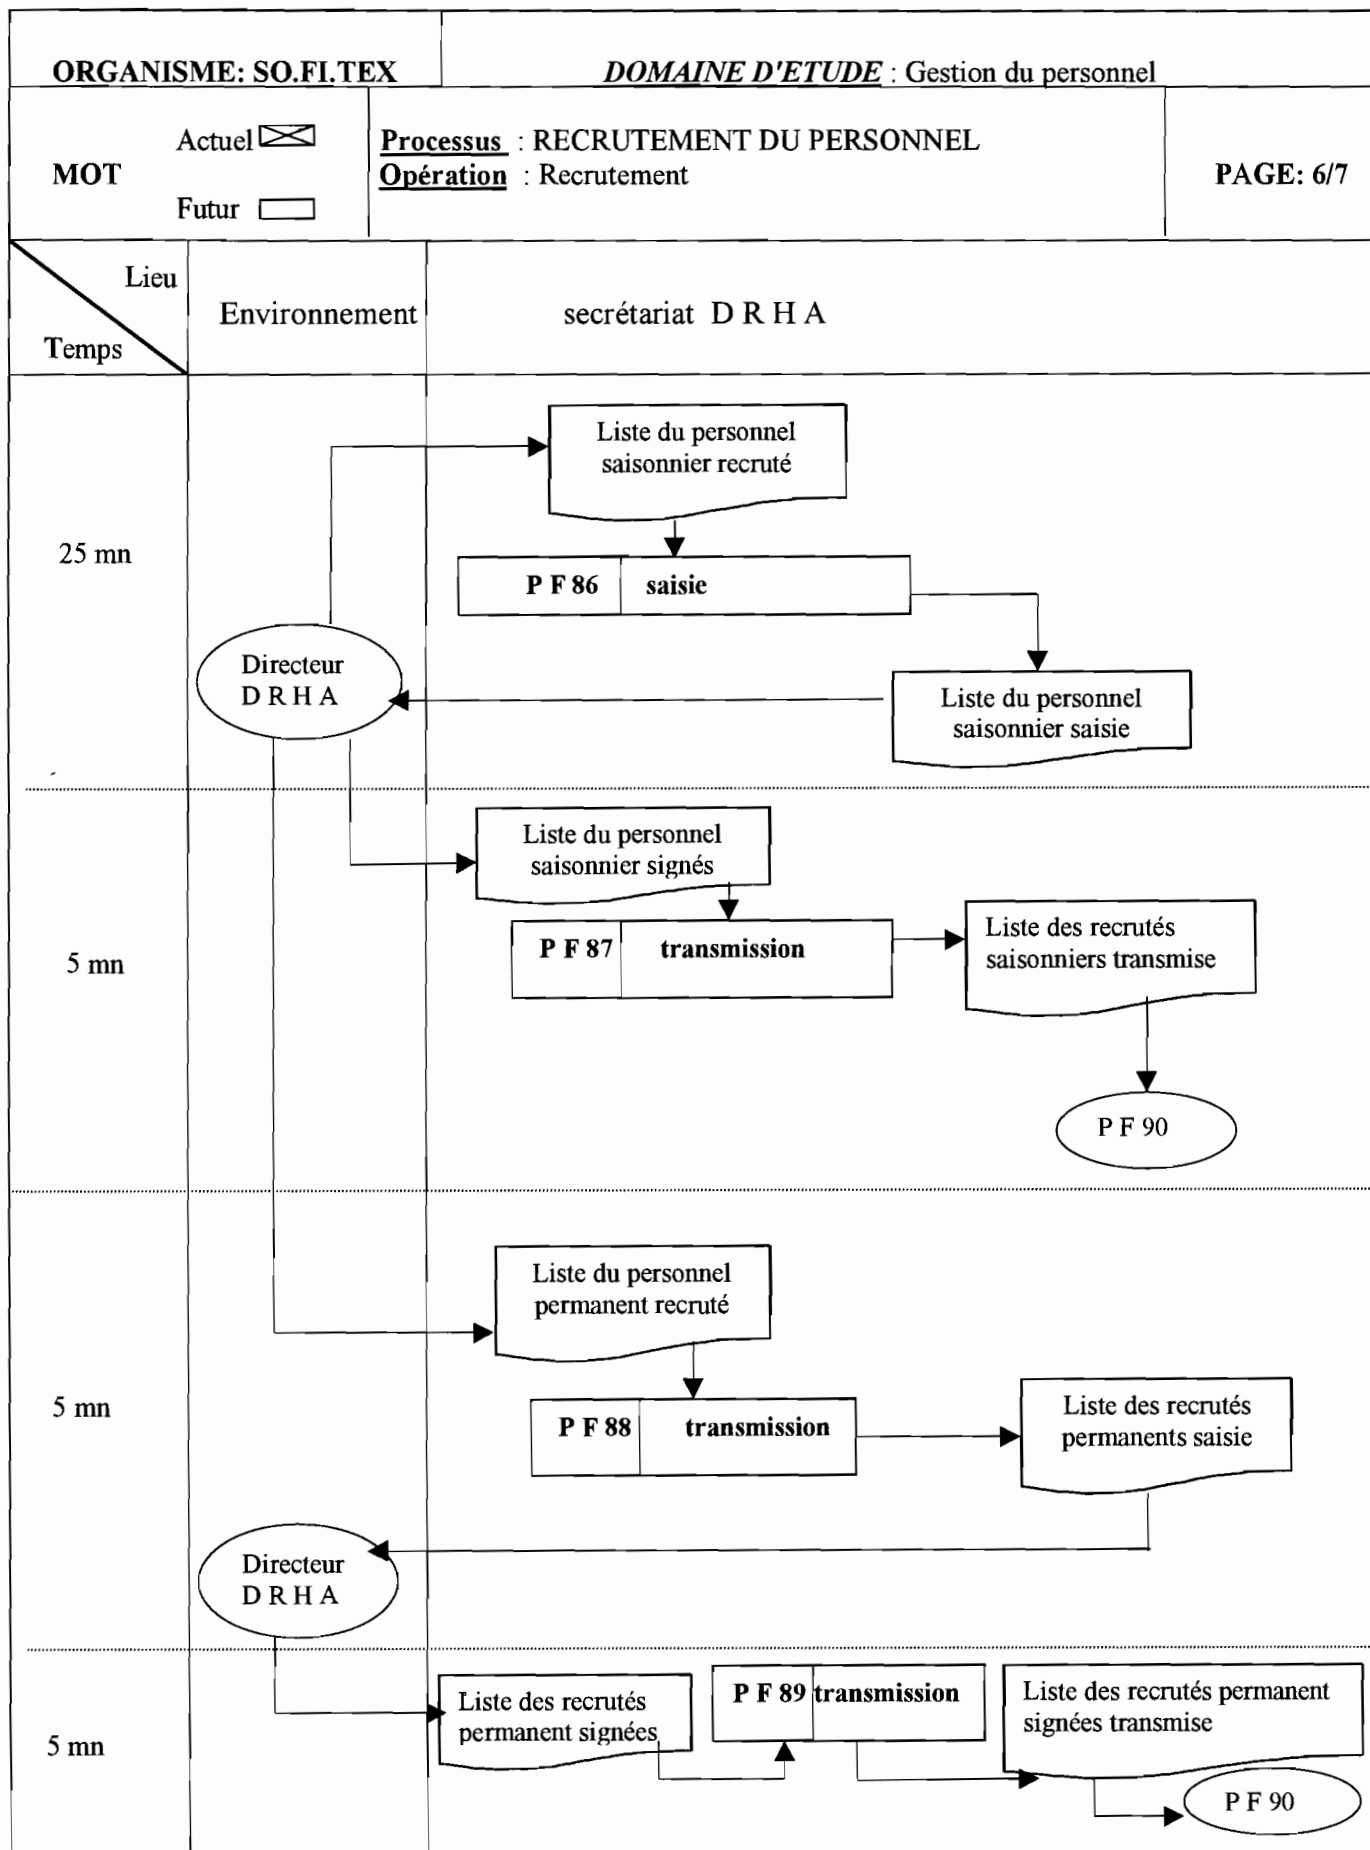 ORGANISME: SO.FI.TEX
DOMAINE D'ETUDE : Gestion du personnel
MOT
Actuel
Futur
Processus : RECRUTEMENT DU PERSONNEL
Opération : Recrutement
PAGE: 6/7
Lieu
Temps
Environnement
secrétariat D R H A
Liste du personnel
saisonnier recruté
25 mn
P F 86 saisie
Directeur
D R H A
Liste du personnel
saisonnier saisie
Liste du personnel
saisonnier signés
5 mn
P F 87 transmission
Liste des recrutés
saisonniers transmise
P F 90
Liste du personnel
permanent recruté
5 mn
P F 88 transmission
Liste des recrutés
permanents saisie
Directeur
D R H A
5 mn
Liste des recrutés
permanent signées
P F 89 transmission
Liste des recrutés permanent
signées transmise
P F 90